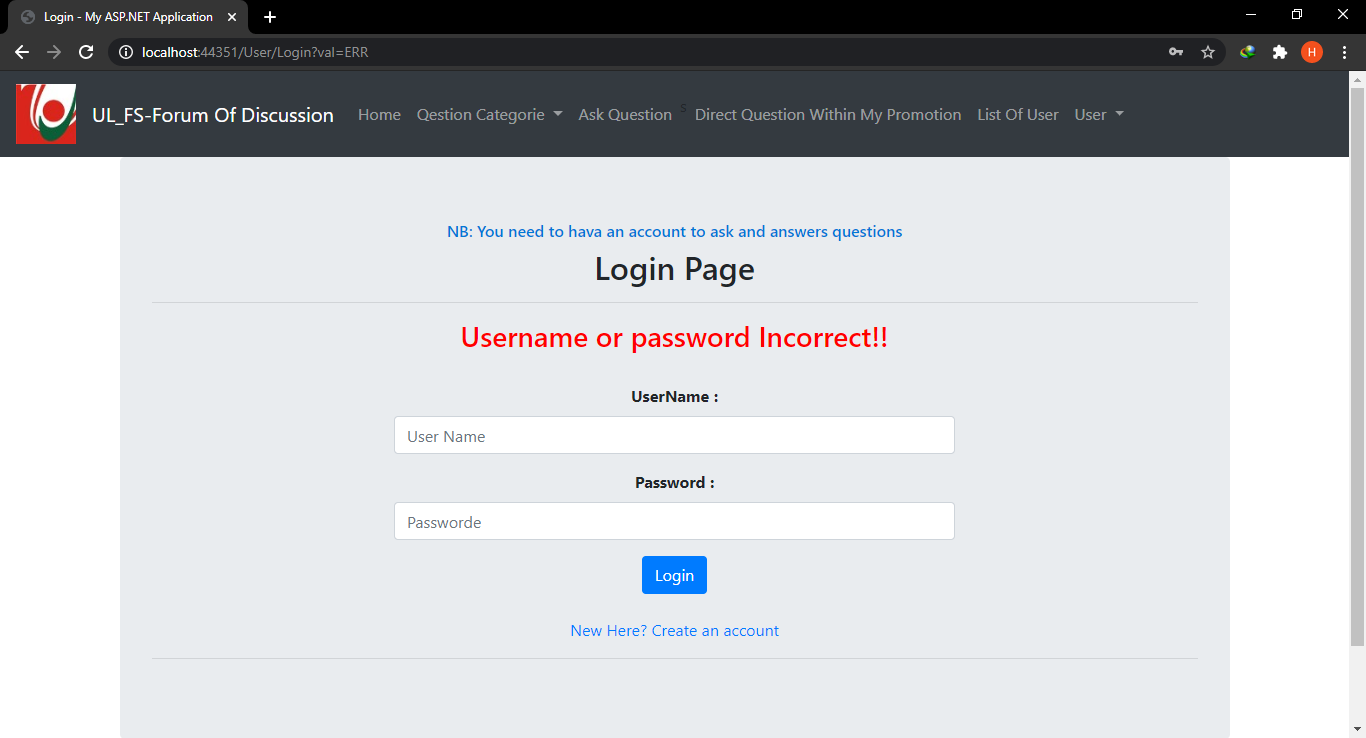 Login - My ASP.NET Application
localhost:44351/User/Login?val=ERR
H
UL_FS-Forum Of Discussion Home Qestion Categorie Ask Question s Direct Question Within My Promotion List Of User User
NB: You need to hava an account to ask and answers questions
Login Page
Username or password Incorrect!!
UserName :
User Name
Password :
Passworde
Login
New Here? Create an account